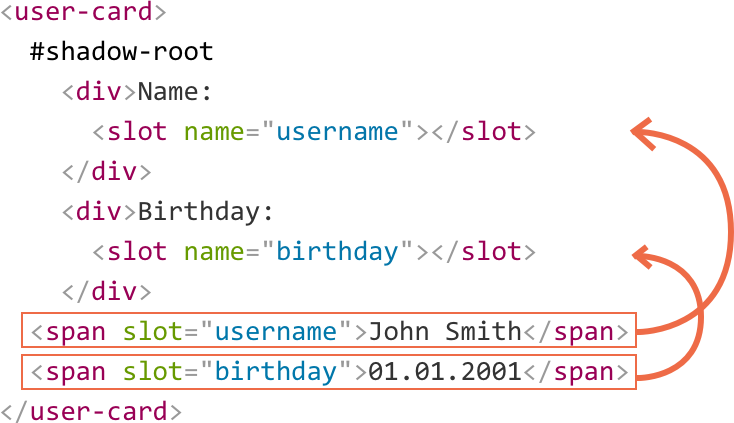 <user-card>
#shadow-root
<div>Name:
<slot name="username"></slot>
</div>
<div>Birthday:
<slot name="birthday"></slot>
</div>
<span slot="username">John Smith</span>
<span slot="birthday">01.01.2001</span>
</user-card>